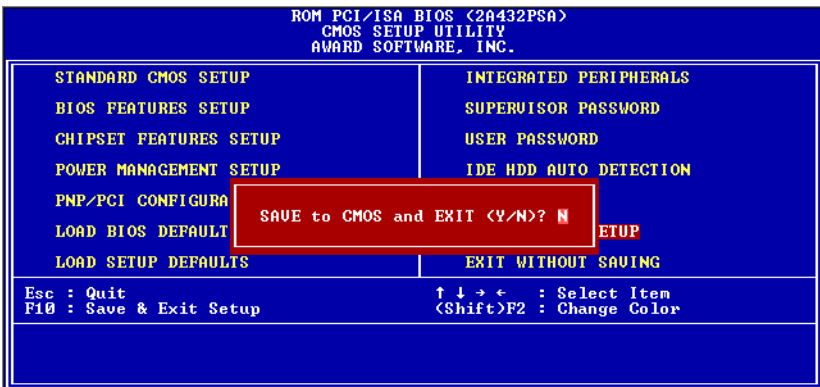 ROM PCI/ISA BIOS (2A432PSA)
CMOS SETUP UTILITY
AWARD SOFTWARE, INC.
STANDARD CMOS SETUP
BIOS FEATURES SETUP
CHIPSET FEATURES SETUP
POWER MANAGEMENT SETUP
PNP/PCI CONFIGURA
LOAD BIOS DEFAULT
LOAD SETUP DEFAULTS
INTEGRATED PERIPHERALS
SUPERVISOR PASSWORD
USER PASSWORD
IDE HDD AUTO DETECTION
ETUP
EXIT WITHOUT SAVING
SAVE to CMOS and EXIT (Y/N)? N
Esc : Quit
F10 : Save & Exit Setup
↑ ↓ → ← : Select Item
(Shift)F2 : Change Color